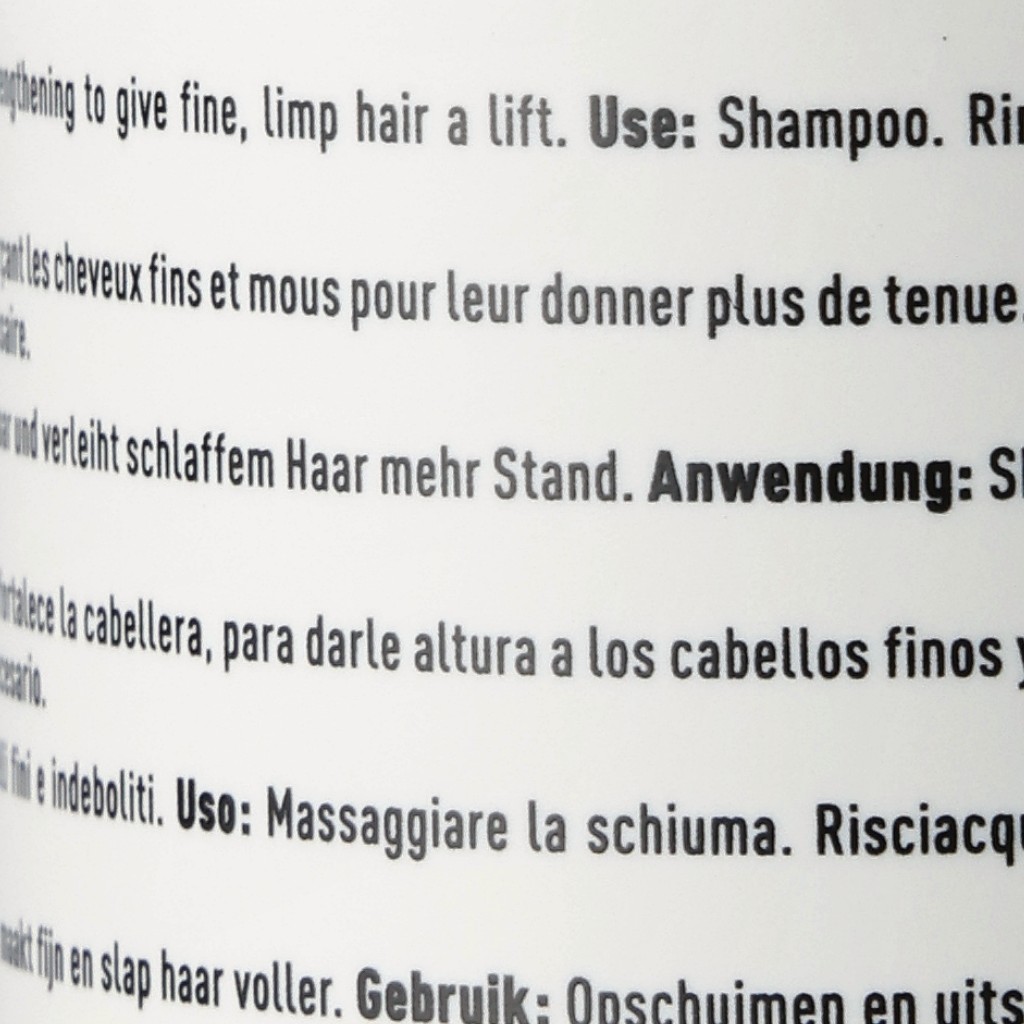 to give fine, limp hair a lift. Use: Shampoo.
les cheveux fins et mous pour leur donner plus de tenue.
und verleiht schlaffem Haar mehr Stand. Anwendung:
la cabellera, para darle altura a los cabellos finos y
fini e indeboliti. Uso: Massaggiare la schiuma.
maakt fijn en slap haar voller. Gebruik: Opschuimen en